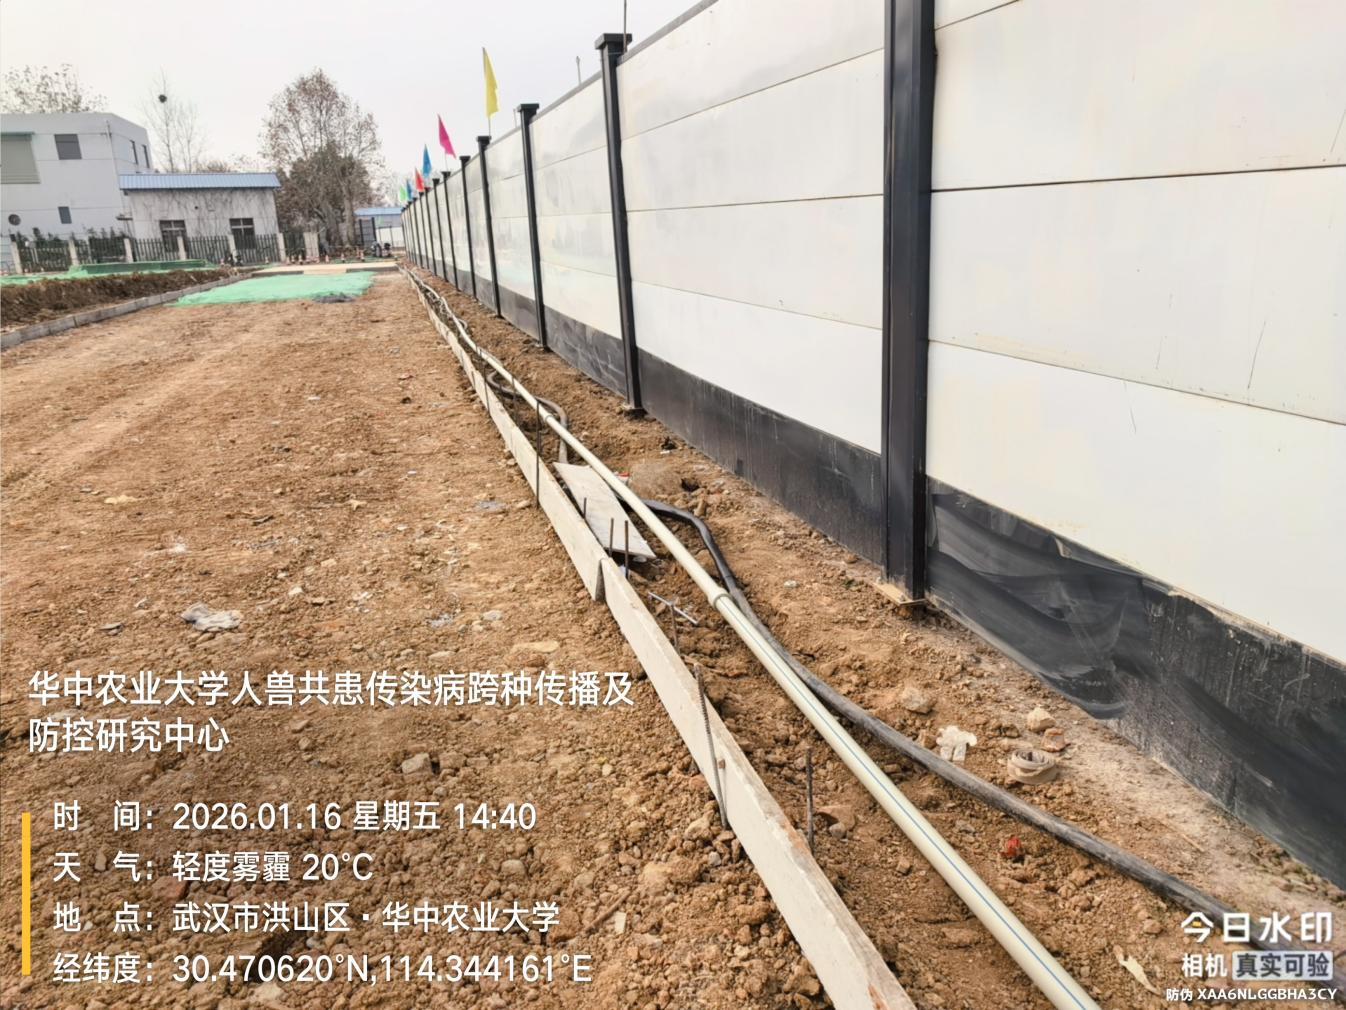 华中农业大学人兽共患传染病跨种传播及
防控研究中心
时 间：2026.01.16 星期五 14:40
天 气：轻度雾霾 20°C
地 点：武汉市洪山区·华中农业大学
经纬度：30.470620°N,114.344161°E
今日水印
相机 真实可验
防伪 XAA6NLGGBHA3CY